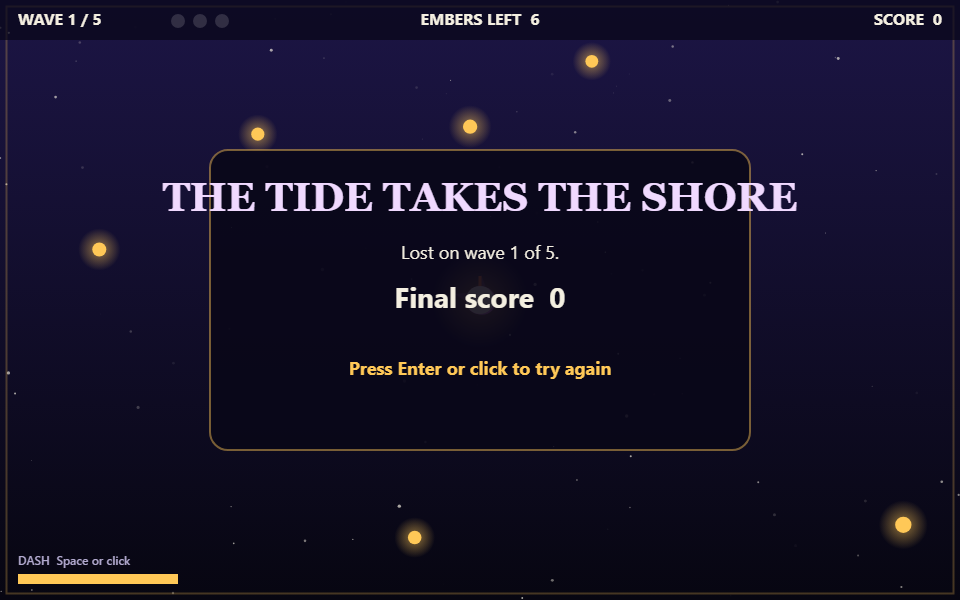 WAVE 1 / 5 EMBERS LEFT 6 SCORE 0
THE TIDE TAKES THE SHORE
Lost on wave 1 of 5.
Final score 0
Press Enter or click to try again
DASH Space or click